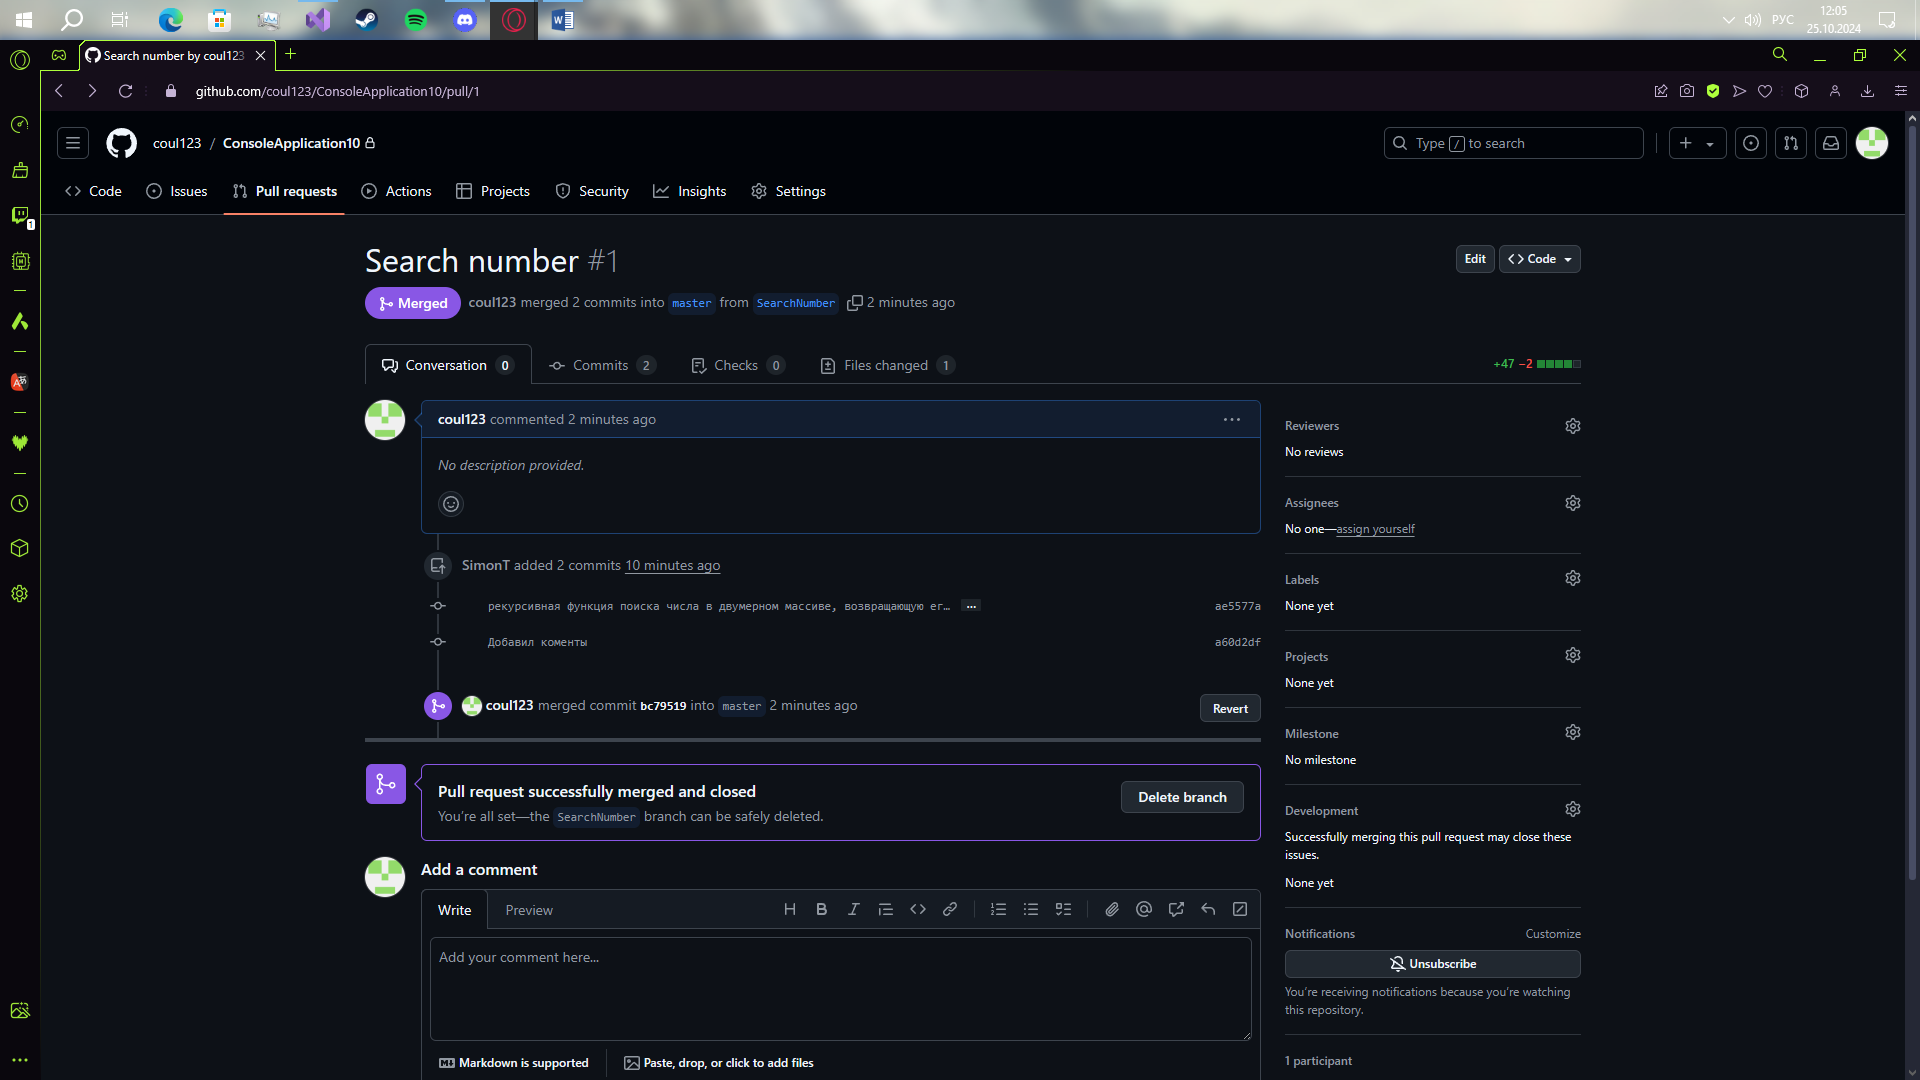 12:05
РУС
25.10.2024
Search number by coul123
github.com/coul123/ConsoleApplication10/pull/1
1
coul123 / ConsoleApplication10
Type / to search
Code
Issues
Pull requests
Actions
Projects
Security
Insights
Settings
Search number #1
Edit
Code
Merged
coul123 merged 2 commits into master from SearchNumber 2 minutes ago
Conversation 0
Commits 2
Checks 0
Files changed 1
+47 −2
coul123 commented 2 minutes ago
No description provided.
SimonT added 2 commits 10 minutes ago
рекурсивная функция поиска числа в двумерном массиве, возвращающую ег… ...
ae5577a
Добавил коменты
a60d2df
coul123 merged commit bc79519 into master 2 minutes ago
Revert
Pull request successfully merged and closed
You're all set—the SearchNumber branch can be safely deleted.
Delete branch
Add a comment
Write
Preview
Add your comment here...
Markdown is supported
Paste, drop, or click to add files
Reviewers
No reviews
Assignees
No one—assign yourself
Labels
None yet
Projects
None yet
Milestone
No milestone
Development
Successfully merging this pull request may close these
issues.
None yet
Notifications
Customize
Unsubscribe
You're receiving notifications because you're watching
this repository.
1 participant